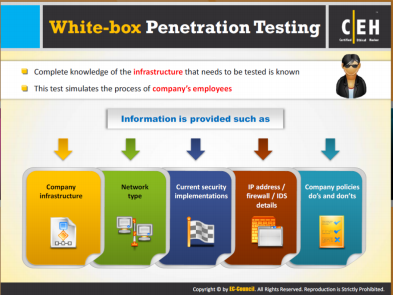 White-box Penetration Testing
C|EH
Certified Ethical Hacker
Complete knowledge of the infrastructure that needs to be tested is known
This test simulates the process of company's employees
Information is provided such as
Company
infrastructure
Network
type
Current security
implementations
IP address /
firewall / IDS
details
Company policies
do's and don'ts
Copyright © by EC-Council. All Rights Reserved. Reproduction is Strictly Prohibited.